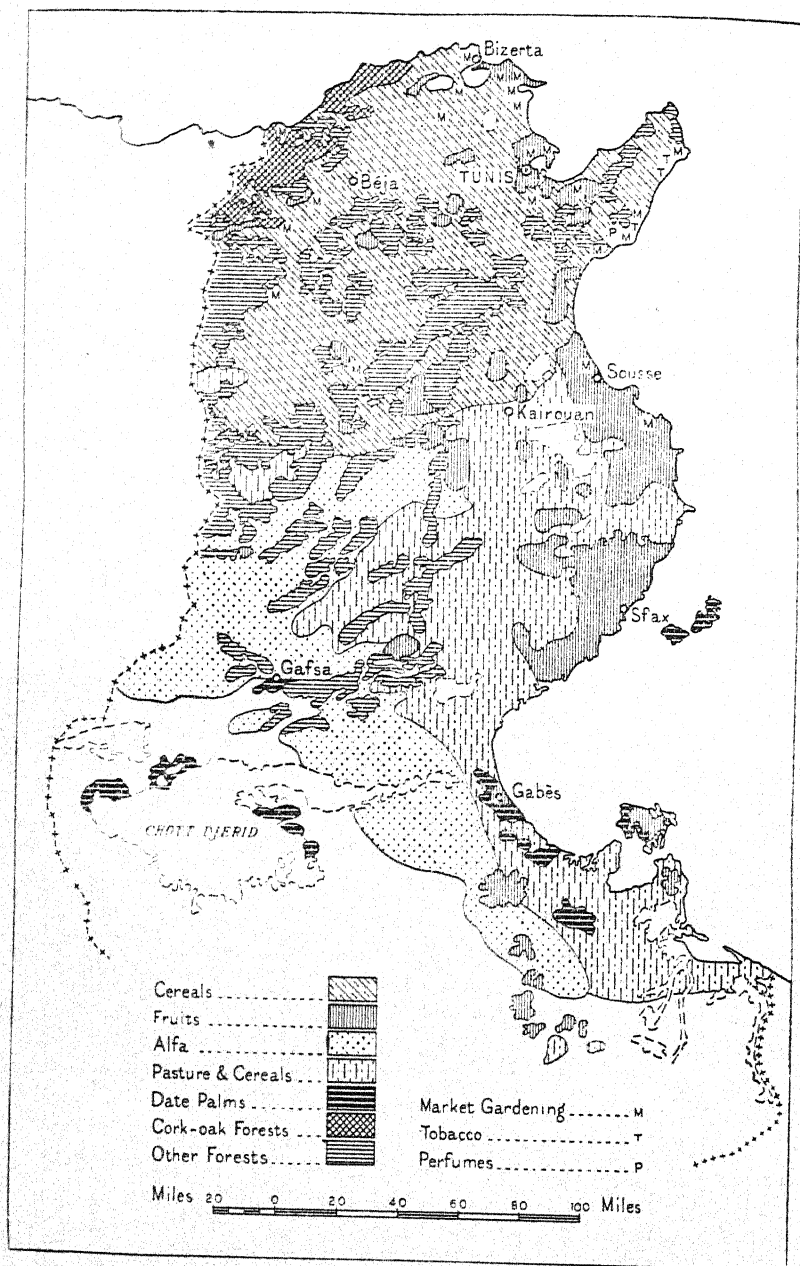 Bizerta
M
M
M
M
M
M
M
M
T
M
T
Béja
TUNIS
M
M
M
M
M
M
T
P
M
M
M
M
M
Sousse
Kairouan
M
Sfax
Gafsa
Gabès
CHOTT DJERID
Cereals
Fruits
Alfa
Pasture & Cereals
Date Palms
Cork-oak Forests
Other Forests
Market Gardening M
Tobacco T
Perfumes P
Miles 20 0 20 40 60 80 100 Miles